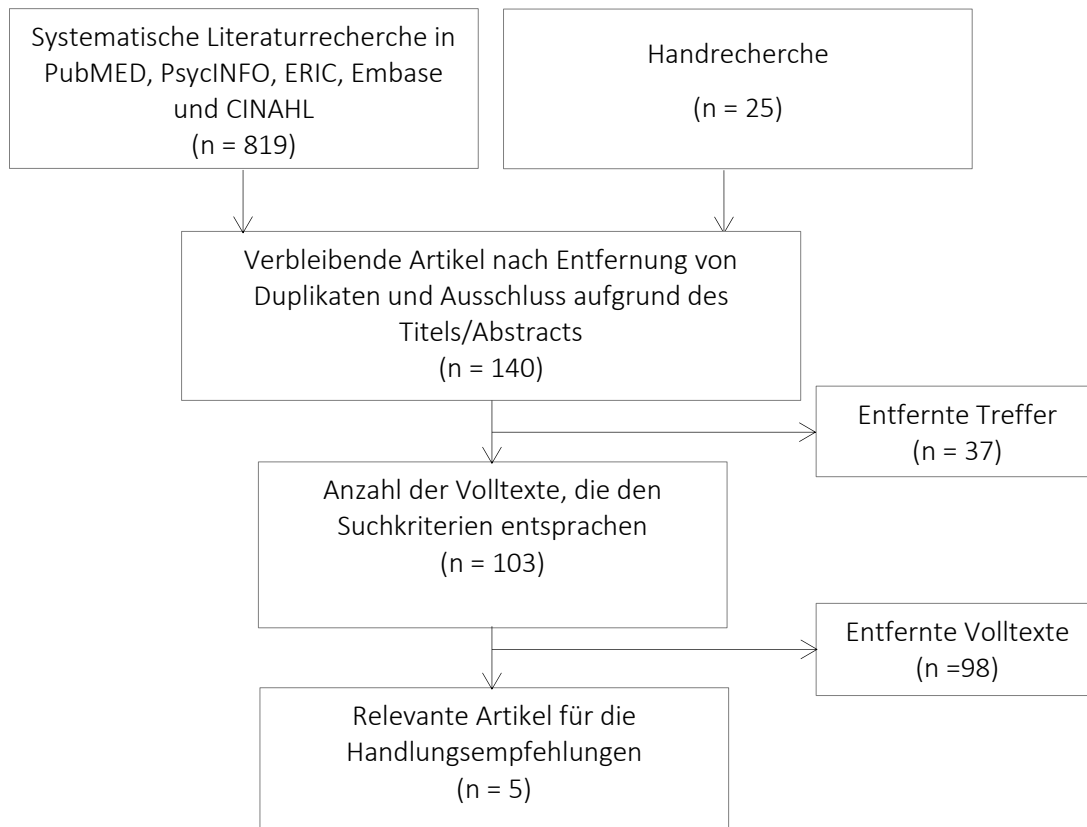 Systematische Literaturrecherche in
PubMED, PsycINFO, ERIC, Embase
und CINAHL
(n = 819)
Handrecherche
(n = 25)
Verbleibende Artikel nach Entfernung von
Duplikaten und Ausschluss aufgrund des
Titels/Abstracts
(n = 140)
Entfernte Treffer
(n = 37)
Anzahl der Volltexte, die den
Suchkriterien entsprachen
(n = 103)
Entfernte Volltexte
(n =98)
Relevante Artikel für die
Handlungsempfehlungen
(n = 5)